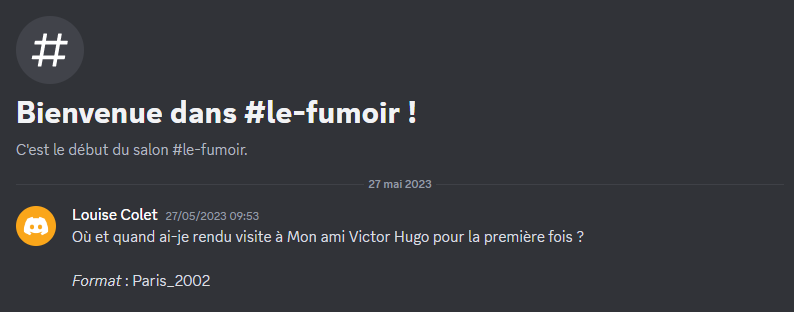 #
Bienvenue dans #le-fumoir !
C'est le début du salon #le-fumoir.
27 mai 2023
Louise Colet 27/05/2023 09:53
Où et quand ai-je rendu visite à Mon ami Victor Hugo pour la première fois ?
Format : Paris_2002